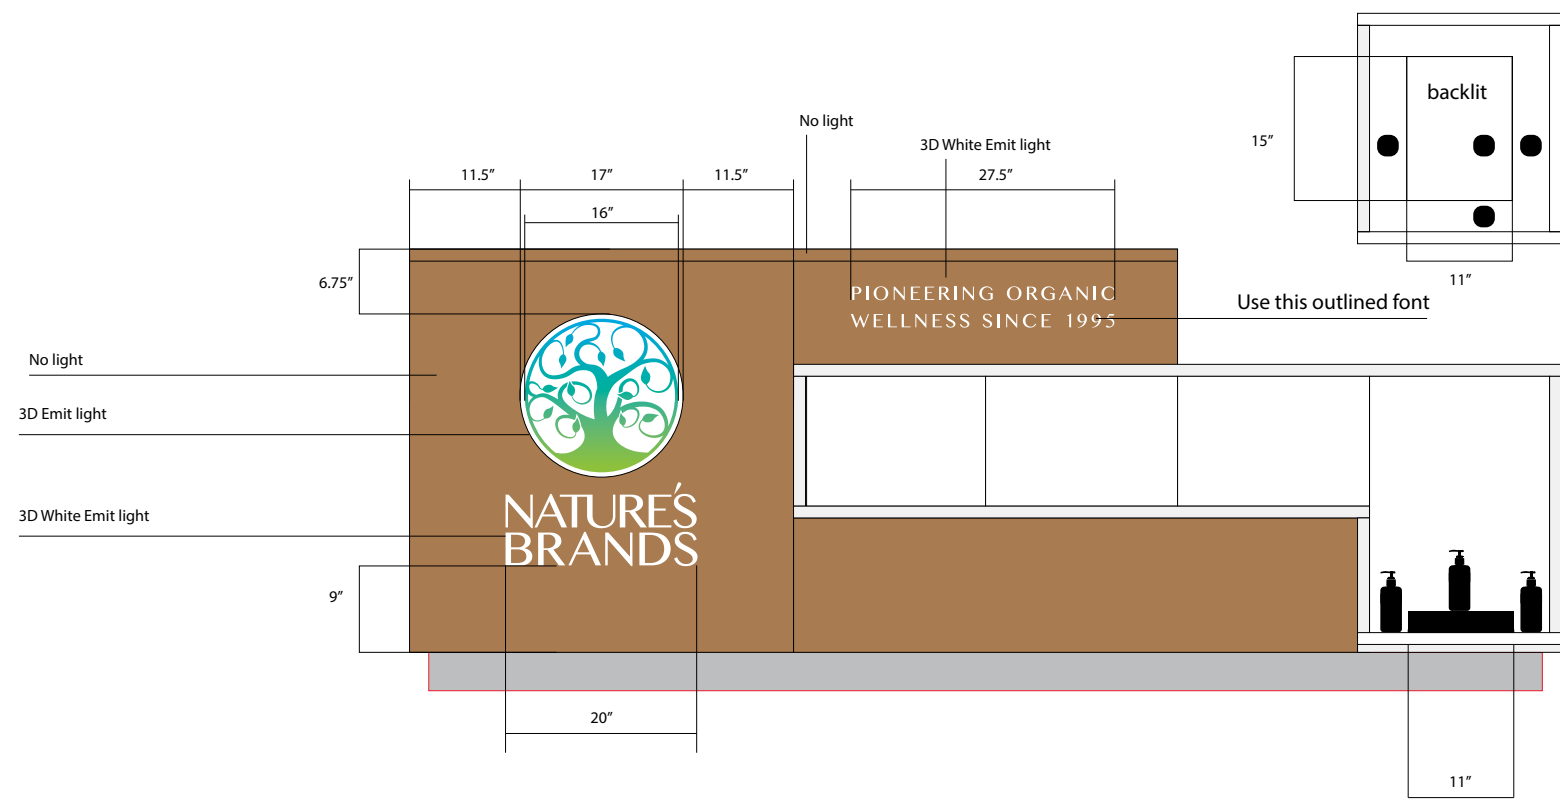 backlit
No light
3D White Emit light
15”
11.5”
17”
11.5”
27.5”
16”
6.75”
11”
PIONEERING ORGANIC
WELLNESS SINCE 1995
Use this outlined font
No light
3D Emit light
NATURE'S
BRANDS
3D White Emit light
9”
20”
11”